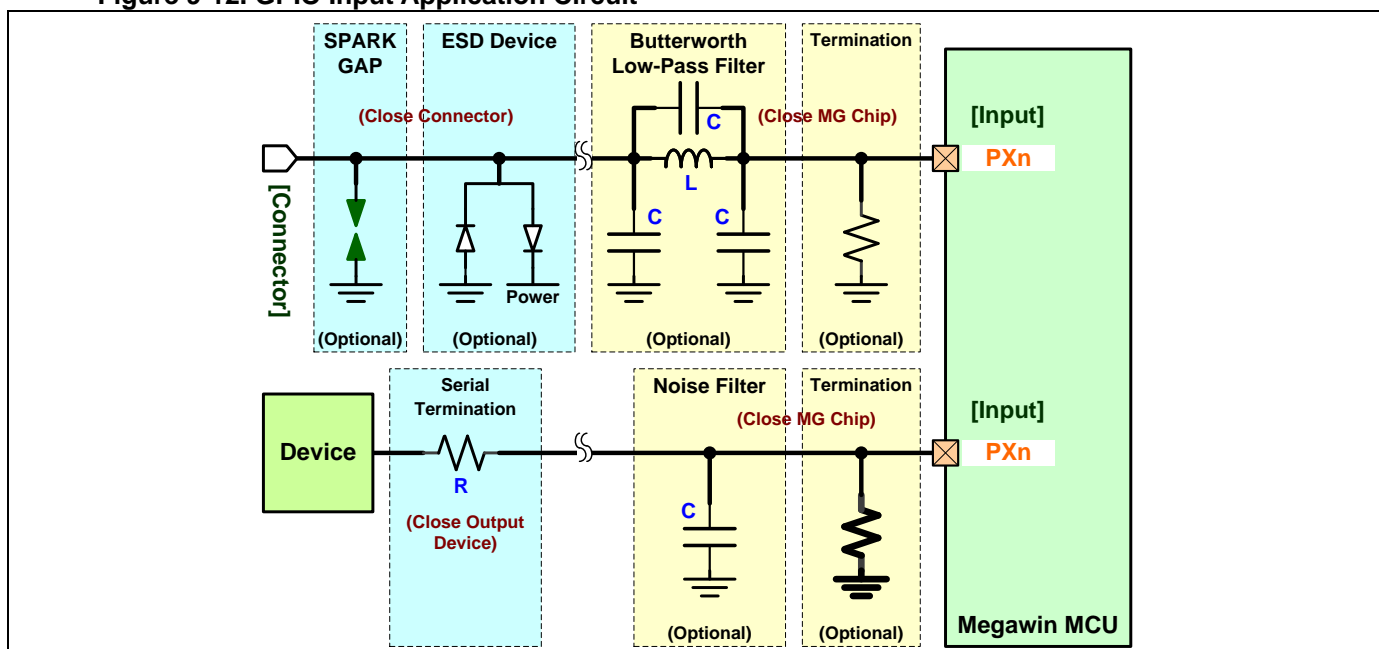 SPARK
GAP
ESD Device
Butterworth
Low-Pass Filter
Termination
(Close Connector)
C
(Close MG Chip)
[Input]
PXn
[Connector]
L
C
C
Power
(Optional)
(Optional)
(Optional)
(Optional)
Serial
Termination
Noise Filter
Termination
(Close MG Chip)
[Input]
Device
PXn
R
(Close Output
Device)
C
(Optional)
(Optional)
Megawin MCU